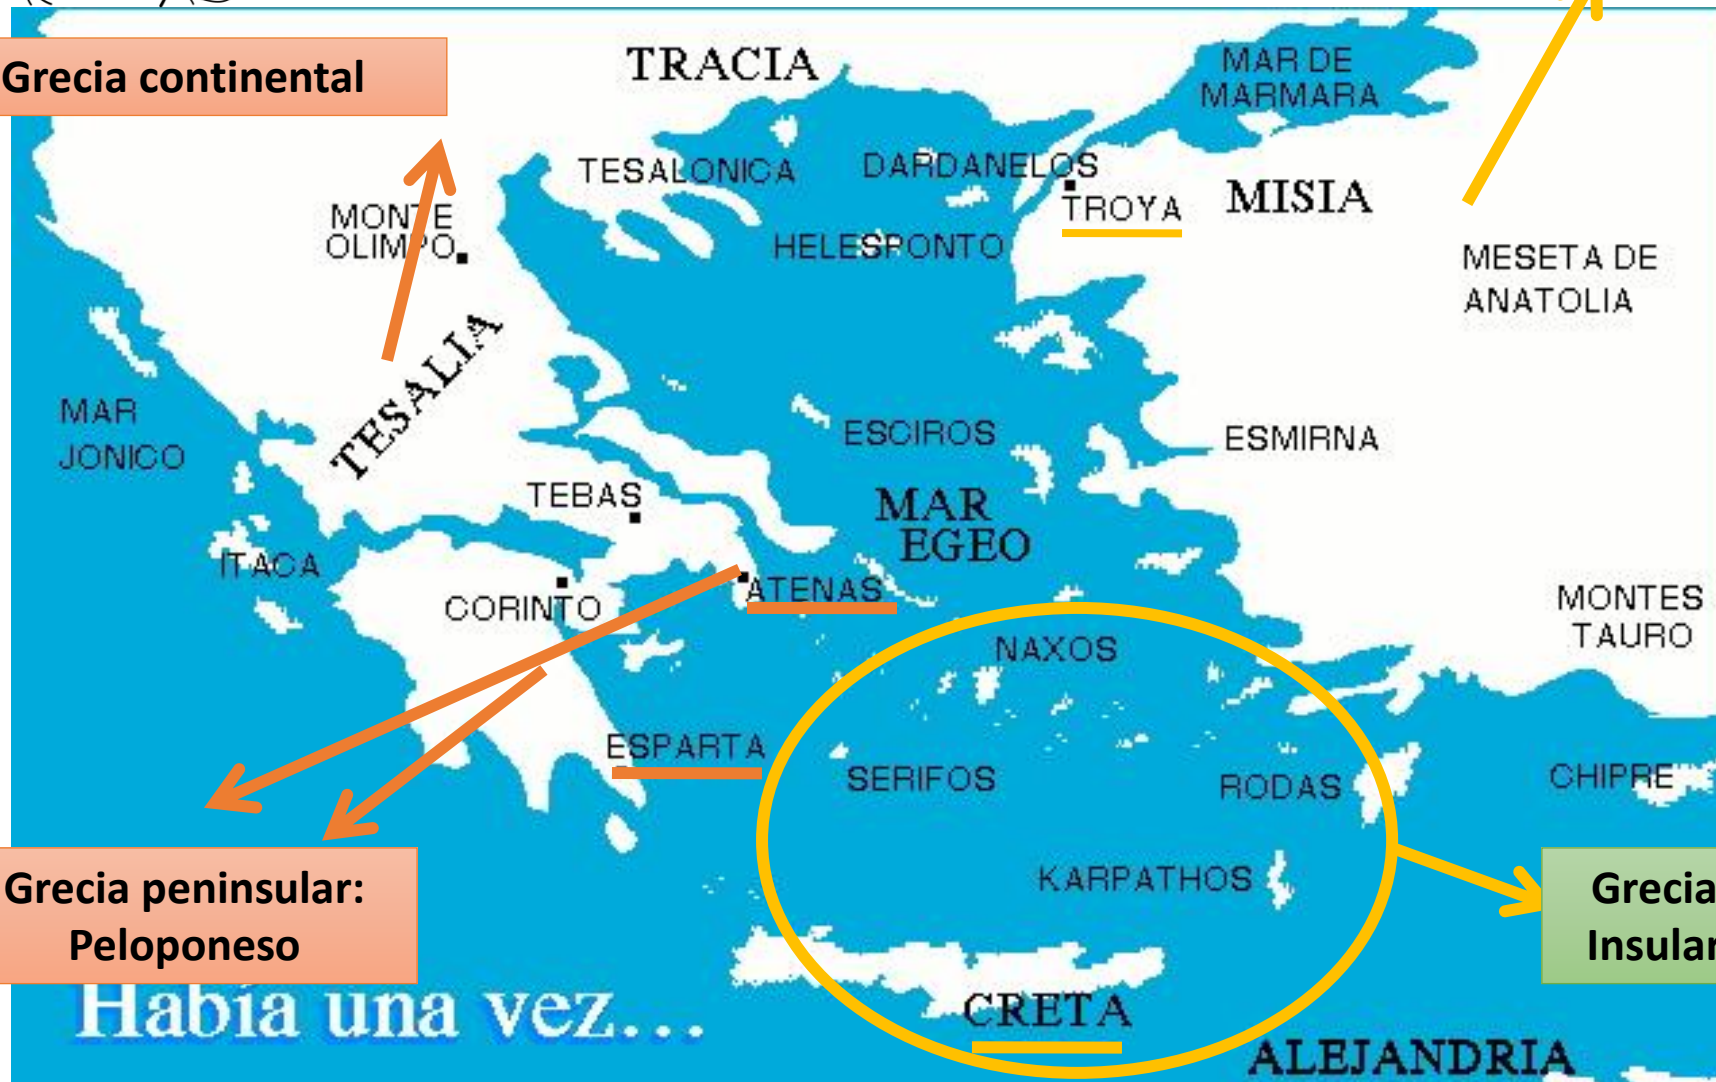 Grecia continental
TRACIA
MAR DE
MARMARA
TESALONICA
DARDANELOS
TROYA
MISIA
MONTE
OLIMPO
HELESPONTO
MESETA DE
ANATOLIA
TESALIA
MAR
JONICO
ESCIROS
ESMIRNA
TEBAS
MAR
EGEO
ITACA
CORINTO
ATENAS
MONTES
TAURO
NAXOS
ESPARTA
SERIFOS
RODAS
CHIPRE
KARPATHOS
Grecia peninsular:
Peloponeso
Grecia
Insular
Había una vez...
CRETA
ALEJANDRIA